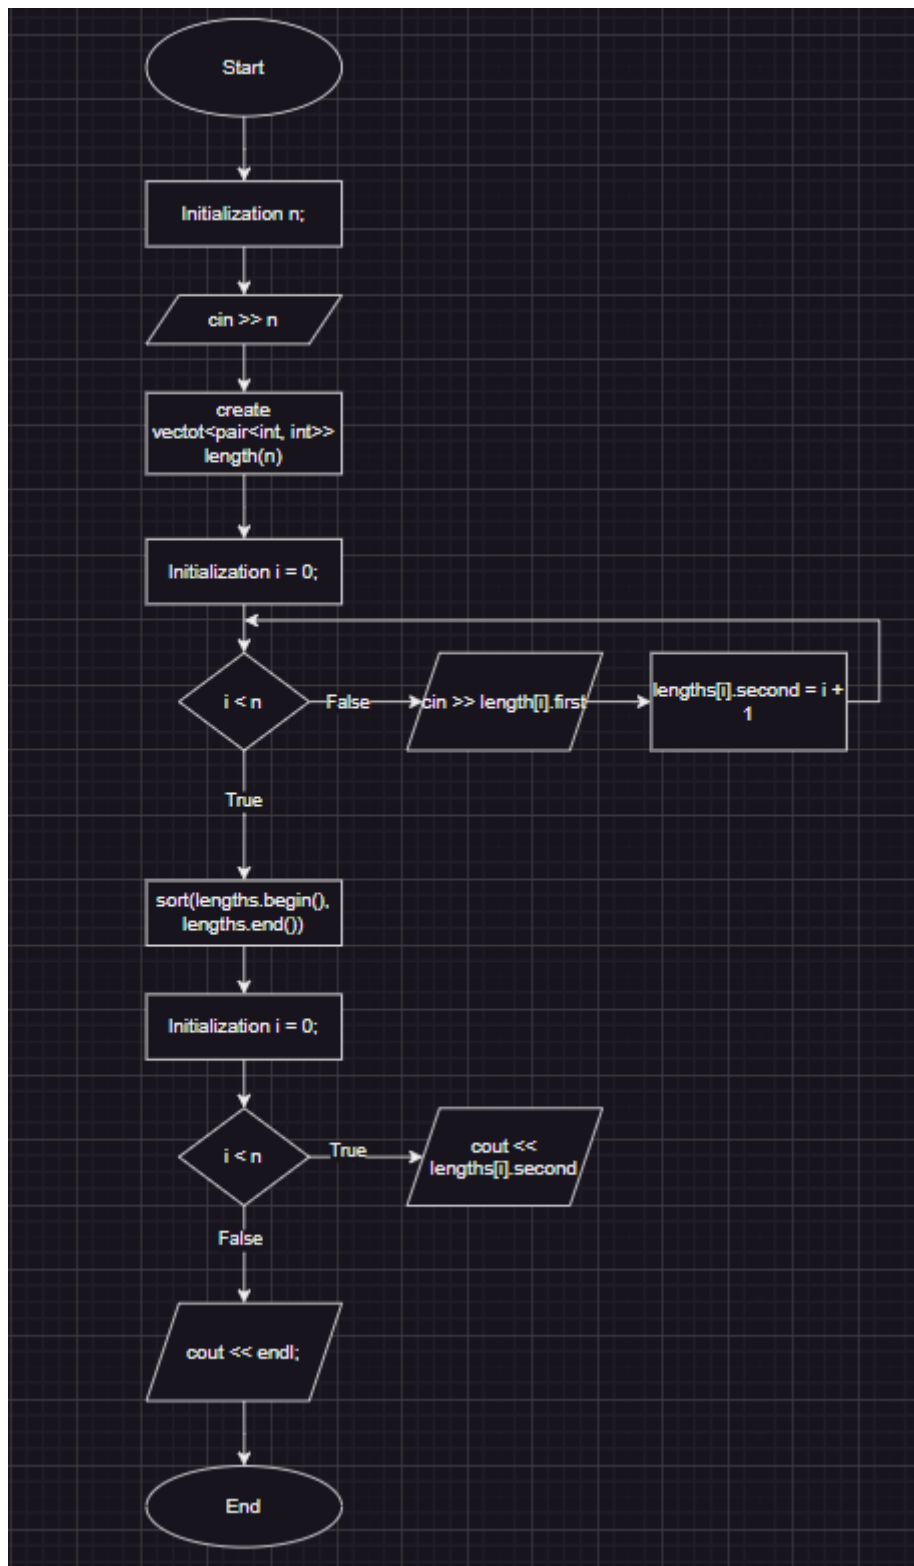 Start
Initialization n;
cin >> n
create
vectot<pair<int, int>>
length(n)
Initialization i = 0;
i < n
False
cin >> length[i].first
lengths[i].second = i +
1
True
sort(lengths.begin(),
lengths.end())
Initialization i = 0;
i < n
True
cout <<
lengths[i].second
False
cout << endl;
End